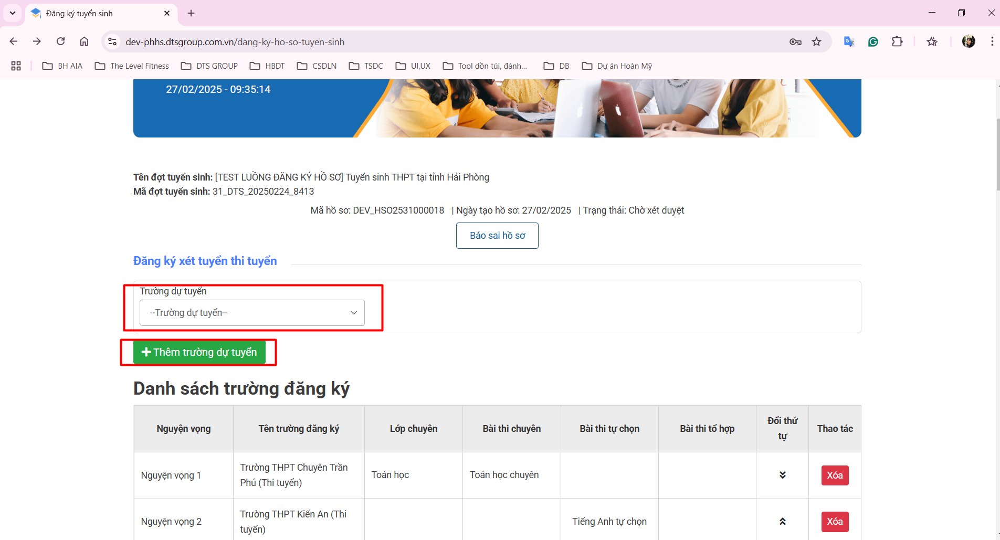 Đăng ký tuyển sinh
dev-phhs.dtsgroup.com.vn/dang-ky-ho-so-tuyen-sinh
BH AIA
The Level Fitness
DTS GROUP
HBDT
CSDLN
TSDC
UI,UX
Tool dồn túi, đánh...
DB
Dự án Hoàn Mỹ
27/02/2025 - 09:35:14
Tên đợt tuyển sinh: [TEST LUỒNG ĐĂNG KÝ HỒ SƠ] Tuyển sinh THPT tại tỉnh Hải Phòng
Mã đợt tuyển sinh: 31_DTS_20250224_8413
Mã hồ sơ: DEV_HSO2531000018 | Ngày tạo hồ sơ: 27/02/2025 | Trạng thái: Chờ xét duyệt
Báo sai hồ sơ
Đăng ký xét tuyển thi tuyển
Trường dự tuyển
--Trường dự tuyển--
Thêm trường dự tuyển
Danh sách trường đăng ký
Nguyện vọng
Tên trường đăng ký
Lớp chuyên
Bài thi chuyên
Bài thi tự chọn
Bài thi tổ hợp
Đổi thứ
tự
Thao tác
Nguyện vọng 1
Trường THPT Chuyên Trần
Phú (Thi tuyển)
Toán học
Toán học chuyên
Xóa
Nguyện vọng 2
Trường THPT Kiến An (Thi
tuyển)
Tiếng Anh tự chọn
Xóa